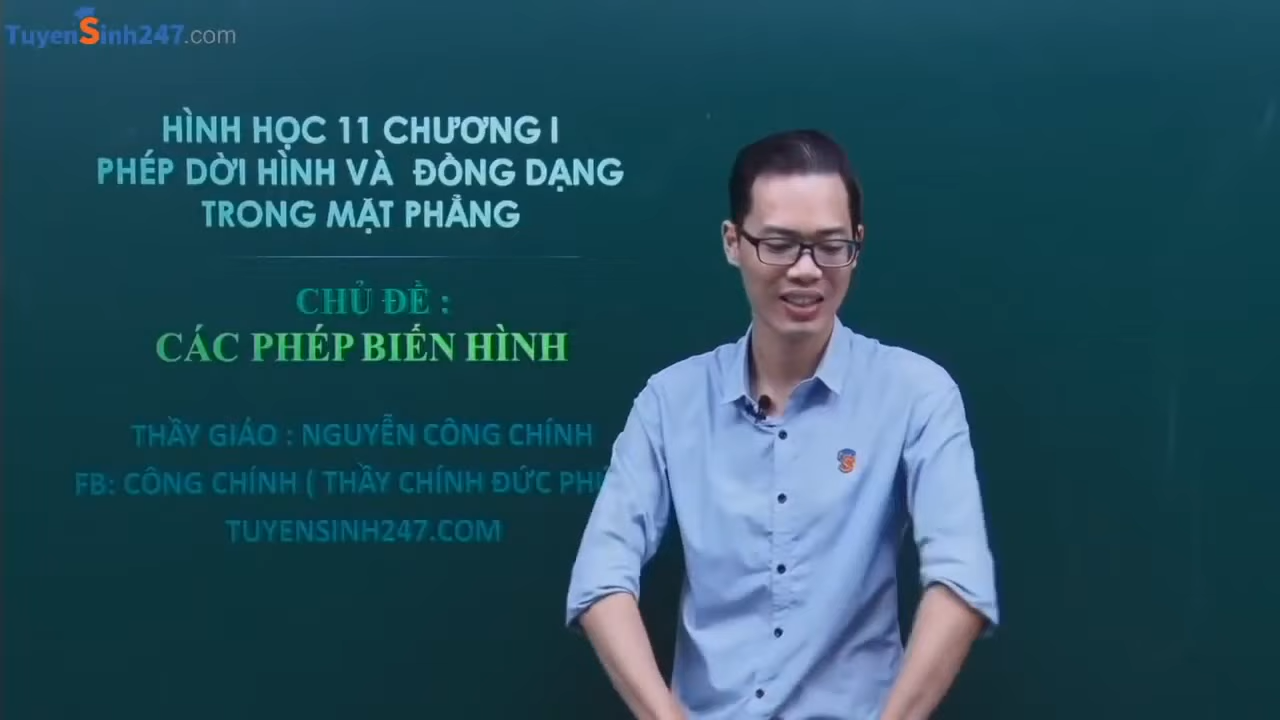 TuyenSinh247.com
HÌNH HỌC 11 CHƯƠNG I
PHÉP DỜI HÌNH VÀ ĐỒNG DẠNG
TRONG MẶT PHẲNG
CHỦ ĐỀ :
CÁC PHÉP BIẾN HÌNH
THẦY GIÁO : NGUYỄN CÔNG CHÍNH
FB: CÔNG CHÍNH ( THẦY CHÍNH ĐỨC
TUYENSINH247.COM